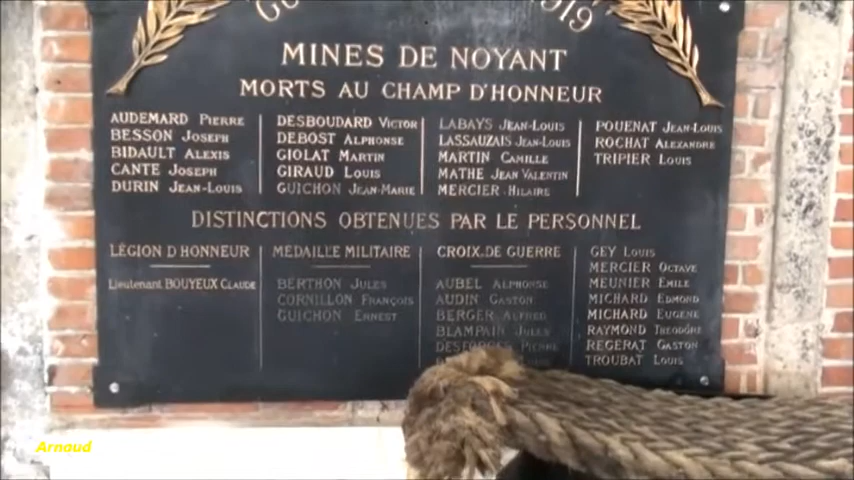 1919
MINES DE NOYANT
MORTS AU CHAMP D'HONNEUR
AUDEMARD PIERRE
BESSON JOSEPH
BIDAULT ALEXIS
CANTE JOSEPH
DURIN JEAN-LOUIS
DESBOUDARD VICTOR
DEBOST ALPHONSE
GIOLAT MARTIN
GIRAUD LOUIS
GUICHON JEAN-MARIE
LABAYS JEAN-LOUIS
LASSAUZAIS JEAN-LOUIS
MARTIN CAMILLE
MATHE JEAN VALENTIN
MERCIER HILAIRE
POUENAT JEAN-LOUIS
ROCHAT ALEXANDRE
TRIPIER LOUIS
DISTINCTIONS OBTENUES PAR LE PERSONNEL
LÉGION D'HONNEUR
Lieutenant BOUYEUX CLAUDE
MÉDAILLE MILITAIRE
BERTHON JULES
CORNILLON FRANÇOIS
GUICHON ERNEST
CROIX DE GUERRE
AUBEL ALPHONSE
AUDIN GASTON
BERGER ALFRED
BLAMPAIN JULES
DESFORGES PIERRE
GEY LOUIS
MERCIER OCTAVE
MEUNIER EMILE
MICHARD EDMOND
MICHARD EUGENE
RAYMOND THÉODORE
REGERAT GASTON
TROUBAT LOUIS
Arnaud